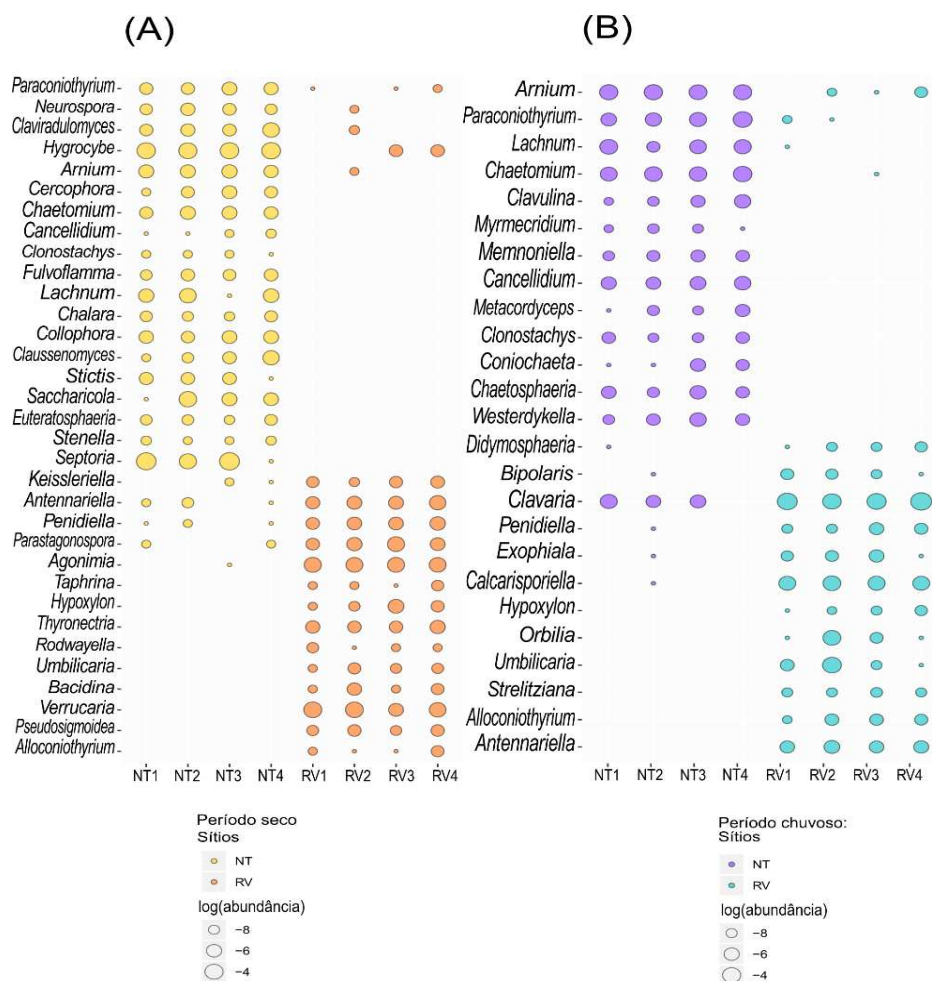 (A)
Paraconiothyrium
Neurospora
Claviradulomyces
Hygrocybe
Arnium
Cercophora
Chaetomium
Cancellidium
Clonostachys
Fulvoflamma
Lachnum
Chalara
Collophora
Claussenomyces
Stictis
Saccharicola
Euteratosphaeria
Stenella
Septoria
Keissleriella
Antennariella
Penidiella
Parastagonospora
Agonimia
Taphrina
Hypoxylon
Thyronectria
Rodwayella
Umbilicaria
Bacidina
Verrucaria
Pseudosigmoidea
Alloconiothyrium
NT1 NT2 NT3 NT4 RV1 RV2 RV3 RV4
Período seco
Sítios
NT
RV
log(abundância)
−8
−6
−4
(B)
Arnium
Paraconiothyrium
Lachnum
Chaetomium
Clavulina
Myrmecridium
Memnoniella
Cancellidium
Metacordyceps
Clonostachys
Coniochaeta
Chaetosphaeria
Westerdykella
Didymosphaeria
Bipolaris
Clavaria
Penidiella
Exophiala
Calcarisporiella
Hypoxylon
Orbilia
Umbilicaria
Strelitziana
Alloconiothyrium
Antennariella
NT1 NT2 NT3 NT4 RV1 RV2 RV3 RV4
Período chuvoso:
Sítios
NT
RV
log(abundância)
−8
−6
−4